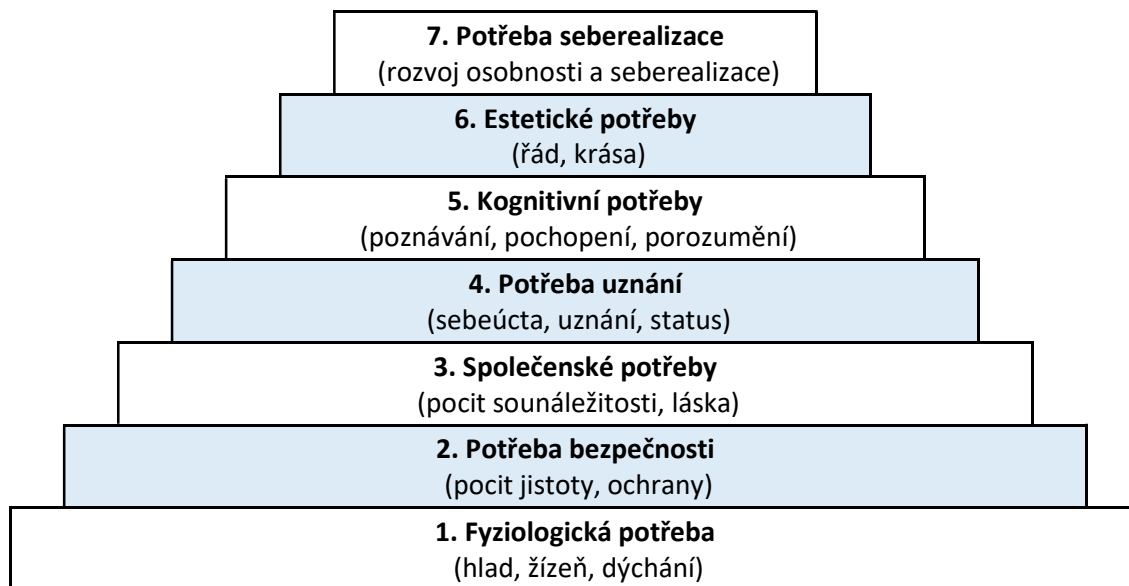 7. Potřeba seberealizace
(rozvoj osobnosti a seberealizace)
6. Estetické potřeby
(řád, krása)
5. Kognitivní potřeby
(poznávání, pochopení, porozumění)
4. Potřeba uznání
(sebeúcta, uznání, status)
3. Společenské potřeby
(pocit sounáležitosti, láska)
2. Potřeba bezpečnosti
(pocit jistoty, ochrany)
1. Fyziologická potřeba
(hlad, žízeň, dýchání)